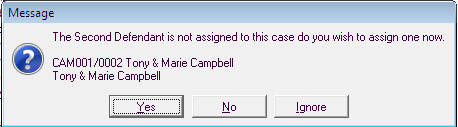 Message
The Second Defendant is not assigned to this case do you wish to assign one now.
CAM001/0002 Tony & Marie Campbell
Tony & Marie Campbell
Yes No Ignore